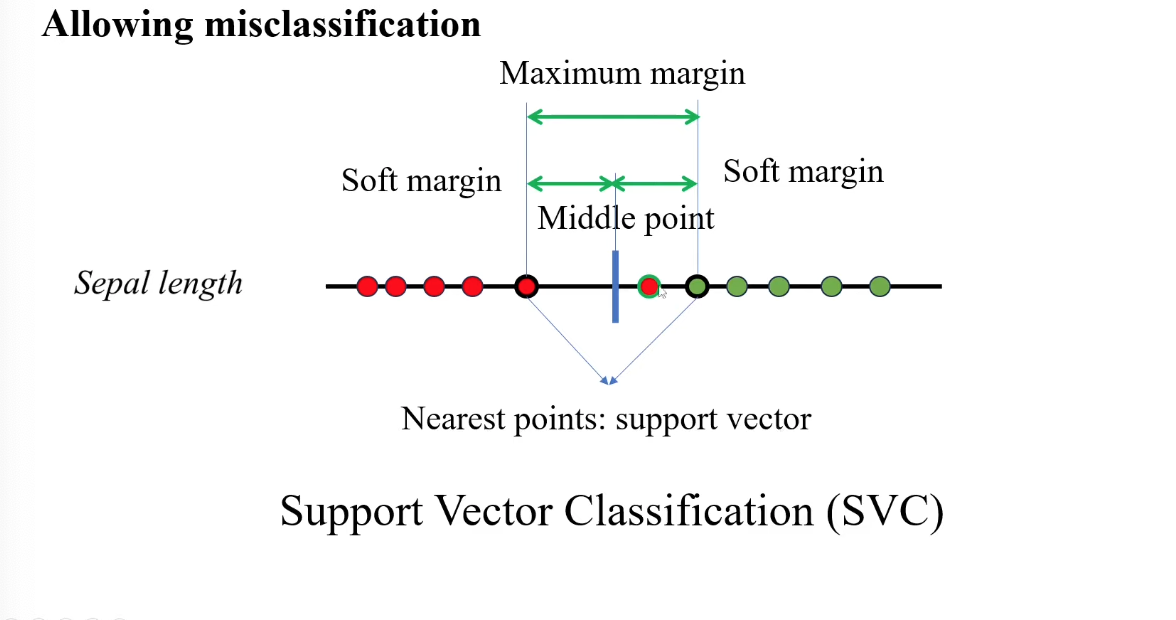 Allowing misclassification
Maximum margin
Soft margin
Soft margin
Middle point
Sepal length
Nearest points: support vector
Support Vector Classification (SVC)